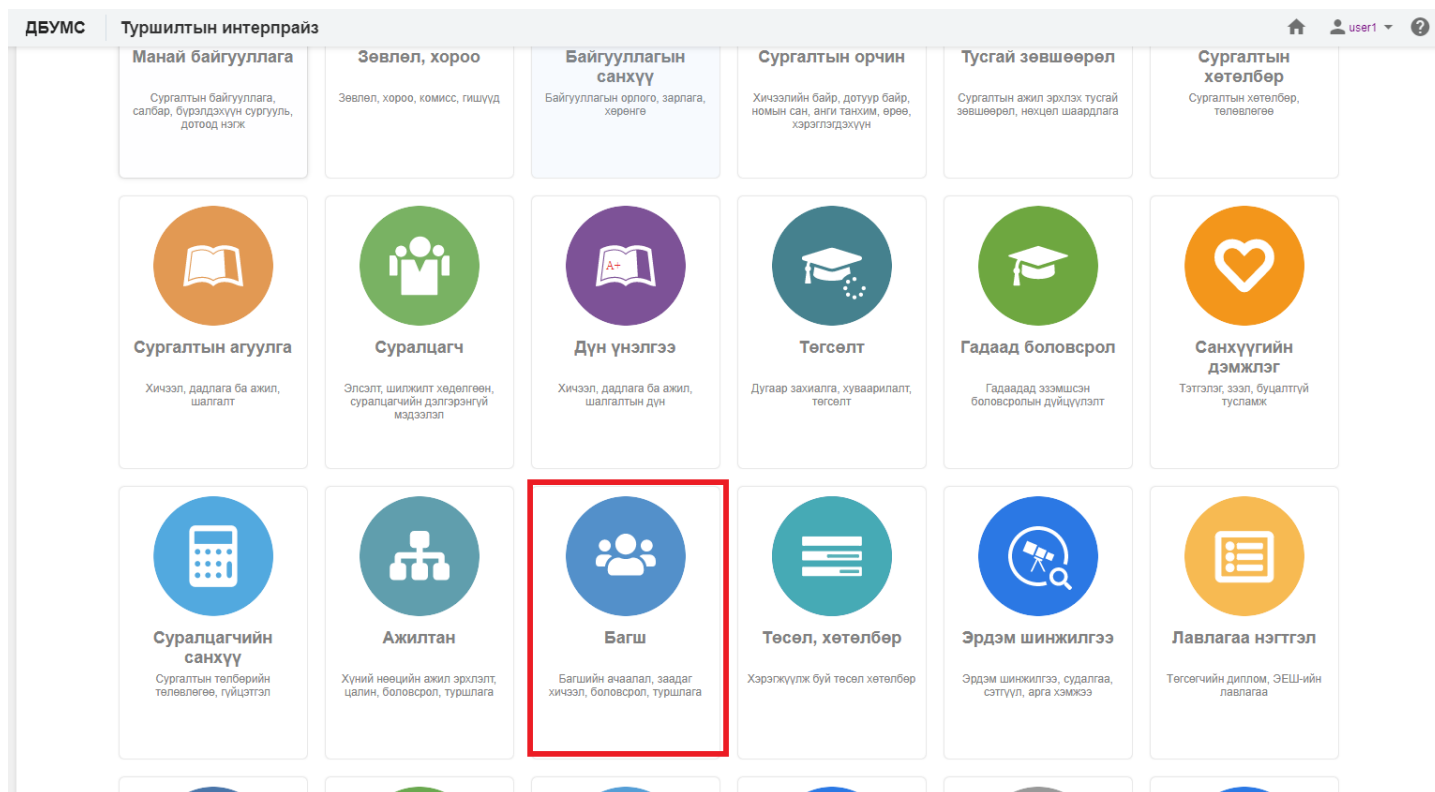 ДБУМС Туршилтын интерпрайз user1
Манай байгууллага
Сургалтын байгууллага,
салбар, бүрэлдэхүүн сургууль,
дотоод нэгж
Зөвлөл, хороо
Зөвлөл, хороо, комисс, гишүүд
Байгууллагын
санхүү
Байгууллагын орлого, зарлага,
хөрөнгө
Сургалтын орчин
Хичээлийн байр, дотуур байр,
номын сан, анги танхим, өрөө,
хэрэглэгдэхүүн
Тусгай зөвшөөрөл
Сургалтын ажил эрхлэх тусгай
зөвшөөрөл, нөхцөл шаардлага
Сургалтын
хөтөлбөр
Сургалтын хөтөлбөр,
төлөвлөгөө
Сургалтын агуулга
Хичээл, дадлага ба ажил,
шалгалт
Суралцагч
Элсэлт, шилжилт хөдөлгөөн,
суралцагчийн дэлгэрэнгүй
мэдээлэл
A+
Дүн үнэлгээ
Хичээл, дадлага ба ажил,
шалгалтын дүн
Төгсөлт
Дугаар захиалга, хуваарилалт,
төгсөлт
Гадаад боловсрол
Гадаадад эзэмшсэн
боловсролын дүйцүүлэлт
Санхүүгийн
дэмжлэг
Тэтгэлэг, зээл, буцалтгүй
тусламж
Суралцагчийн
санхүү
Сургалтын төлбөрийн
төлөвлөгөө, гүйцэтгэл
Ажилтан
Хүний нөөцийн ажил эрхлэлт,
цалин, боловсрол, туршлага
Багш
Багшийн ачаалал, заадаг
хичээл, боловсрол, туршлага
Төсөл, хөтөлбөр
Хэрэгжүүлж буй төсөл хөтөлбөр
Эрдэм шинжилгээ
Эрдэм шинжилгээ, судалгаа,
сэтгүүл, арга хэмжээ
Лавлагаа нэгтгэл
Төгсөгчийн диплом, ЭЕШ-ийн
лавлагаа